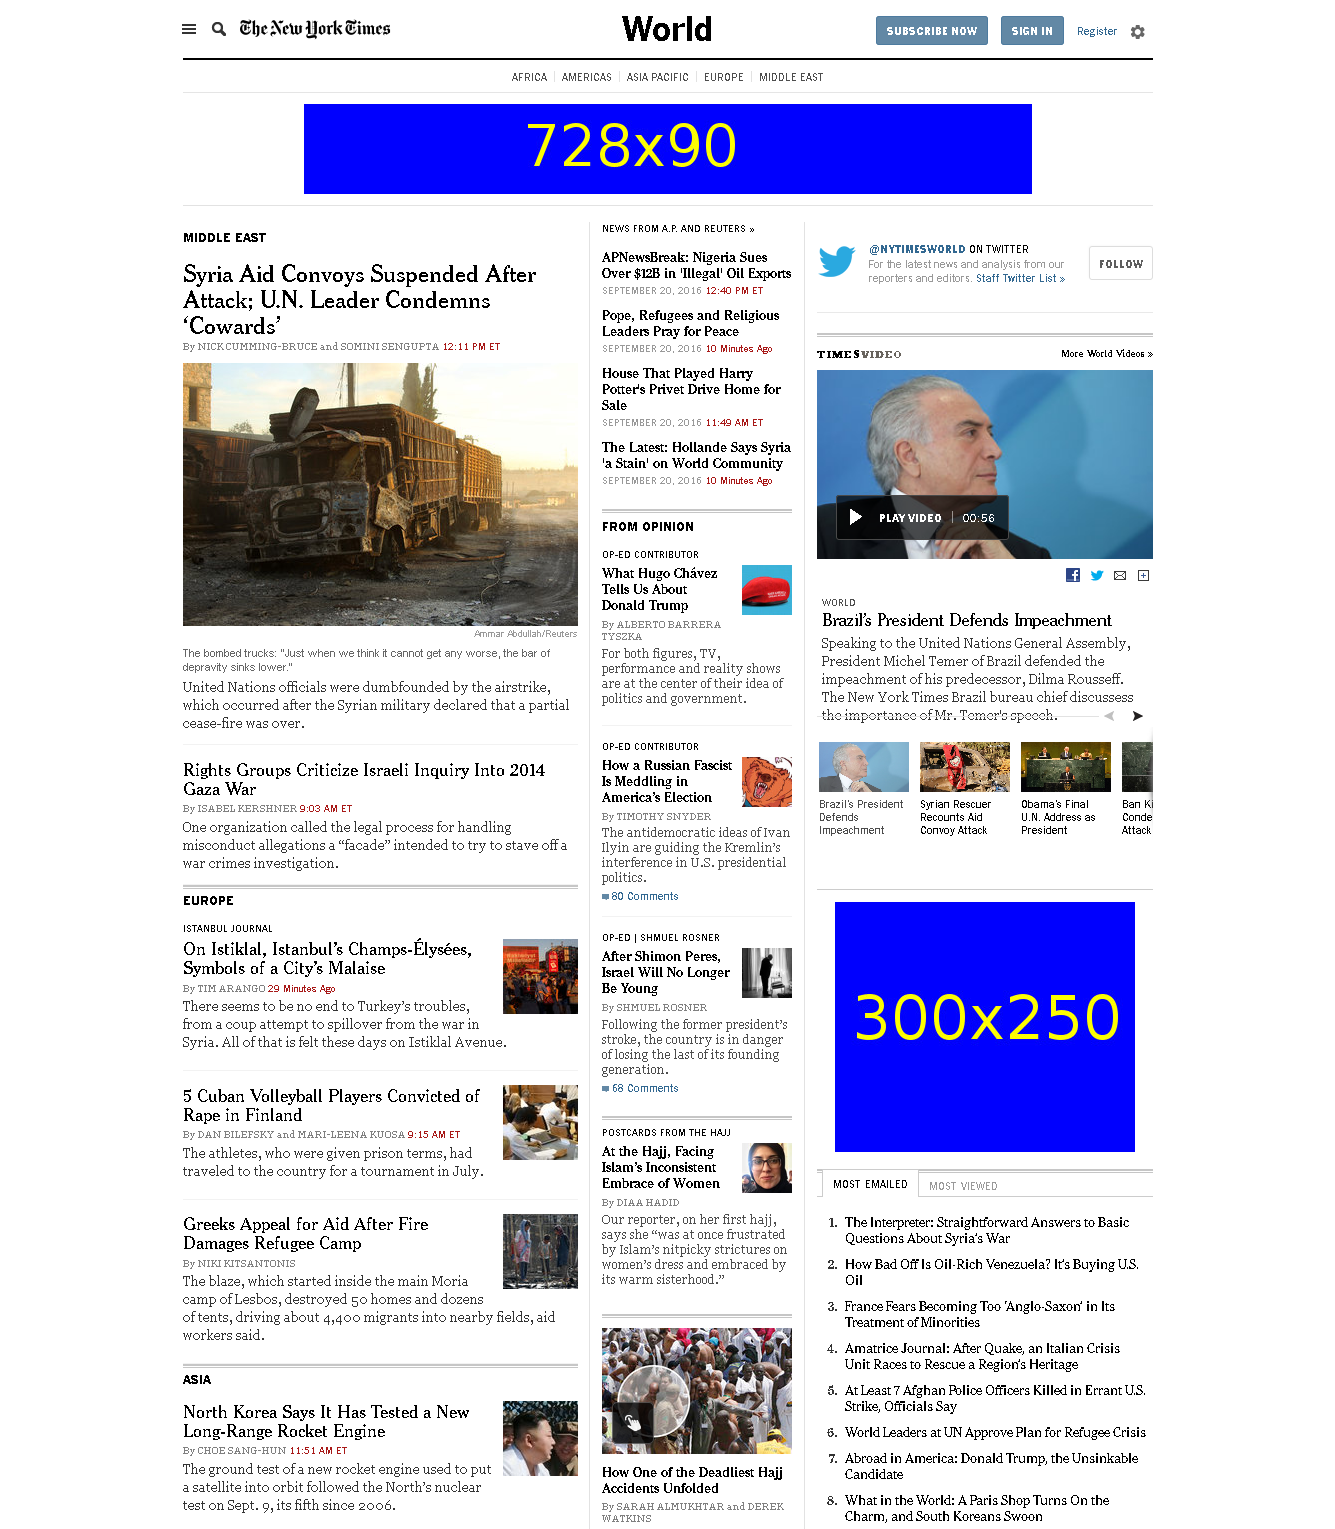 The New York Times
World
SUBSCRIBE NOW
SIGN IN
Register
AFRICA
AMERICAS
ASIA PACIFIC
EUROPE
MIDDLE EAST
728x90
MIDDLE EAST
Syria Aid Convoys Suspended After
Attack; U.N. Leader Condemns
‘Cowards’
By NICK CUMMING-BRUCE and SOMINI SENGUPTA 12:11 PM ET
Ammar Abdullah/Reuters
The bombed trucks: "Just when we think it cannot get any worse, the bar of
depravity sinks lower."
United Nations officials were dumbfounded by the airstrike,
which occurred after the Syrian military declared that a partial
cease-fire was over.
Rights Groups Criticize Israeli Inquiry Into 2014
Gaza War
By ISABEL KERSHNER 9:03 AM ET
One organization called the legal process for handling
misconduct allegations a “facade” intended to try to stave off a
war crimes investigation.
EUROPE
ISTANBUL JOURNAL
On Istiklal, Istanbul’s Champs-Élysées,
Symbols of a City’s Malaise
By TIM ARANGO 29 Minutes Ago
There seems to be no end to Turkey’s troubles,
from a coup attempt to spillover from the war in
Syria. All of that is felt these days on Istiklal Avenue.
5 Cuban Volleyball Players Convicted of
Rape in Finland
By DAN BILEFSKY and MARI-LEENA KUOSA 9:15 AM ET
The athletes, who were given prison terms, had
traveled to the country for a tournament in July.
Greeks Appeal for Aid After Fire
Damages Refugee Camp
By NIKI KITSANTONIS
The blaze, which started inside the main Moria
camp of Lesbos, destroyed 50 homes and dozens
of tents, driving about 4,400 migrants into nearby fields, aid
workers said.
ASIA
North Korea Says It Has Tested a New
Long-Range Rocket Engine
By CHOE SANG-HUN 11:51 AM ET
The ground test of a new rocket engine used to put
a satellite into orbit followed the North’s nuclear
test on Sept. 9, its fifth since 2006.
NEWS FROM A.P. AND REUTERS »
APNewsBreak: Nigeria Sues
Over $12B in 'Illegal' Oil Exports
SEPTEMBER 20, 2016 12:40 PM ET
Pope, Refugees and Religious
Leaders Pray for Peace
SEPTEMBER 20, 2016 10 Minutes Ago
House That Played Harry
Potter's Privet Drive Home for
Sale
SEPTEMBER 20, 2016 11:49 AM ET
The Latest: Hollande Says Syria
'a Stain' on World Community
SEPTEMBER 20, 2016 10 Minutes Ago
FROM OPINION
OP-ED CONTRIBUTOR
What Hugo Chávez
Tells Us About
Donald Trump
By ALBERTO BARRERA
TYSZKA
For both figures, TV,
performance and reality shows
are at the center of their idea of
politics and government.
OP-ED CONTRIBUTOR
How a Russian Fascist
Is Meddling in
America’s Election
By TIMOTHY SNYDER
The antidemocratic ideas of Ivan
Ilyin are guiding the Kremlin’s
interference in U.S. presidential
politics.
80 Comments
OP-ED | SHMUEL ROSNER
After Shimon Peres,
Israel Will No Longer
Be Young
By SHMUEL ROSNER
Following the former president’s
stroke, the country is in danger
of losing the last of its founding
generation.
68 Comments
POSTCARDS FROM THE HAJJ
At the Hajj, Facing
Islam’s Inconsistent
Embrace of Women
By DIAA HADID
Our reporter, on her first hajj,
says she “was at once frustrated
by Islam’s nitpicky strictures on
women’s dress and embraced by
its warm sisterhood.”
How One of the Deadliest Hajj
Accidents Unfolded
By SARAH ALMUKHTAR and DEREK
WATKINS
@NYTIMESWORLD ON TWITTER
For the latest news and analysis from our
reporters and editors. Staff Twitter List »
FOLLOW
TIMESVIDEO
More World Videos »
PLAY VIDEO | 00:56
WORLD
Brazil’s President Defends Impeachment
Speaking to the United Nations General Assembly,
President Michel Temer of Brazil defended the
impeachment of his predecessor, Dilma Rousseff.
The New York Times Brazil bureau chief discussess
the importance of Mr. Temer’s speech.
Brazil’s President
Defends
Impeachment
Syrian Rescuer
Recounts Aid
Convoy Attack
Obama’s Final
U.N. Address as
President
Ban Ki
Conde
Attack
300x250
MOST EMAILED
MOST VIEWED
1. The Interpreter: Straightforward Answers to Basic
Questions About Syria’s War
2. How Bad Off Is Oil-Rich Venezuela? It’s Buying U.S.
Oil
3. France Fears Becoming Too ‘Anglo-Saxon’ in Its
Treatment of Minorities
4. Amatrice Journal: After Quake, an Italian Crisis
Unit Races to Rescue a Region’s Heritage
5. At Least 7 Afghan Police Officers Killed in Errant U.S.
Strike, Officials Say
6. World Leaders at UN Approve Plan for Refugee Crisis
7. Abroad in America: Donald Trump, the Unsinkable
Candidate
8. What in the World: A Paris Shop Turns On the
Charm, and South Koreans Swoon